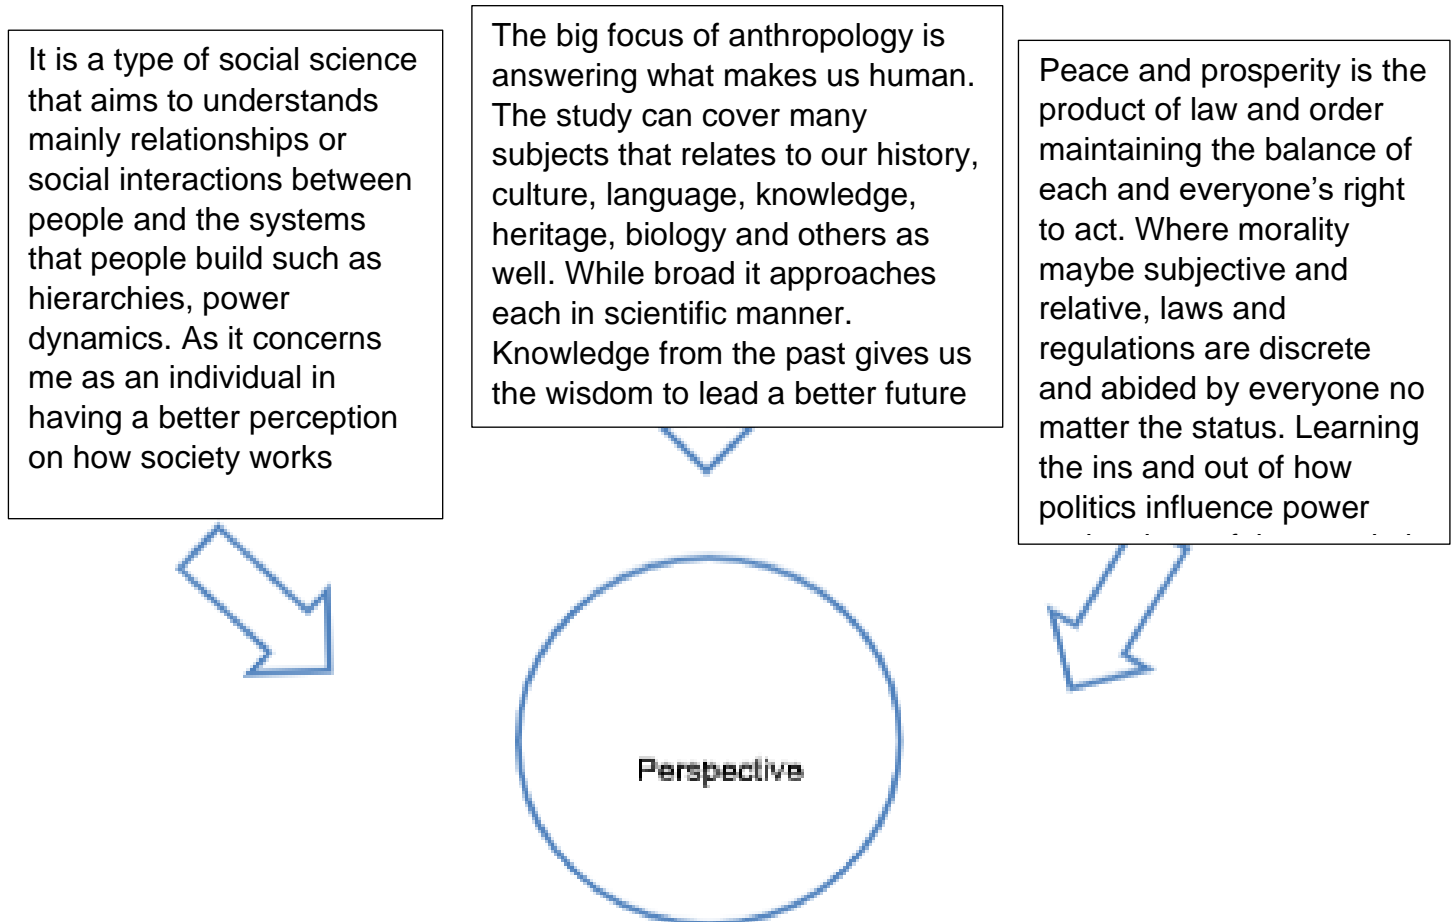 It is a type of social science
that aims to understands
mainly relationships or
social interactions between
people and the systems
that people build such as
hierarchies, power
dynamics. As it concerns
me as an individual in
having a better perception
on how society works
The big focus of anthropology is
answering what makes us human.
The study can cover many
subjects that relates to our history,
culture, language, knowledge,
heritage, biology and others as
well. While broad it approaches
each in scientific manner.
Knowledge from the past gives us
the wisdom to lead a better future
Peace and prosperity is the
product of law and order
maintaining the balance of
each and everyone’s right
to act. Where morality
maybe subjective and
relative, laws and
regulations are discrete
and abided by everyone no
matter the status. Learning
the ins and out of how
politics influence power
Perspective